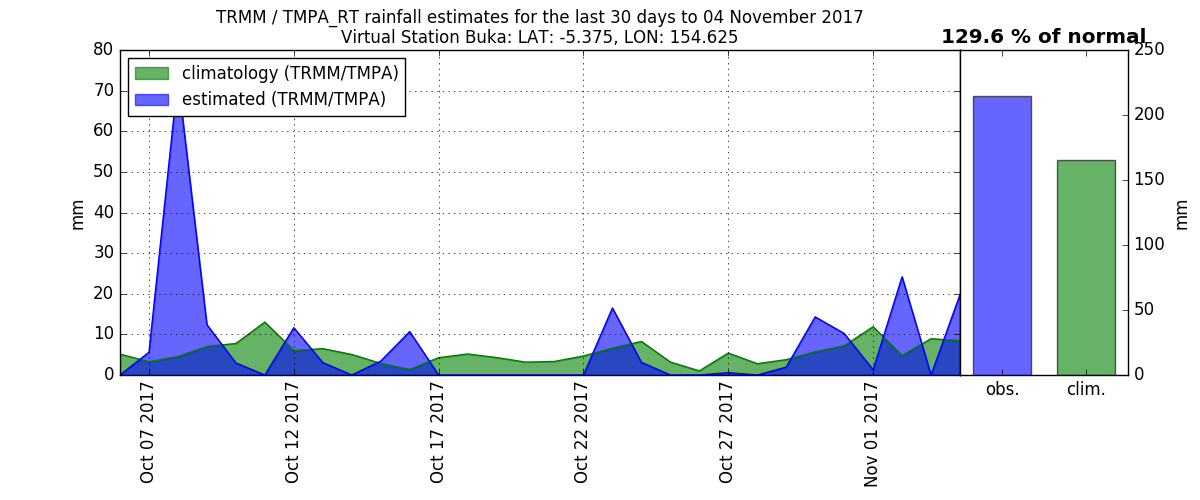 TRMM / TMPA_RT rainfall estimates for the last 30 days to 04 November 2017
Virtual Station Buka: LAT: -5.375, LON: 154.625
129.6 % of normal
climatology (TRMM/TMPA)
estimated (TRMM/TMPA)
80
70
60
50
40
30
20
10
0
mm
Oct 07 2017
Oct 12 2017
Oct 17 2017
Oct 22 2017
Oct 27 2017
Nov 01 2017
obs.
clim.
250
200
150
100
50
0
mm